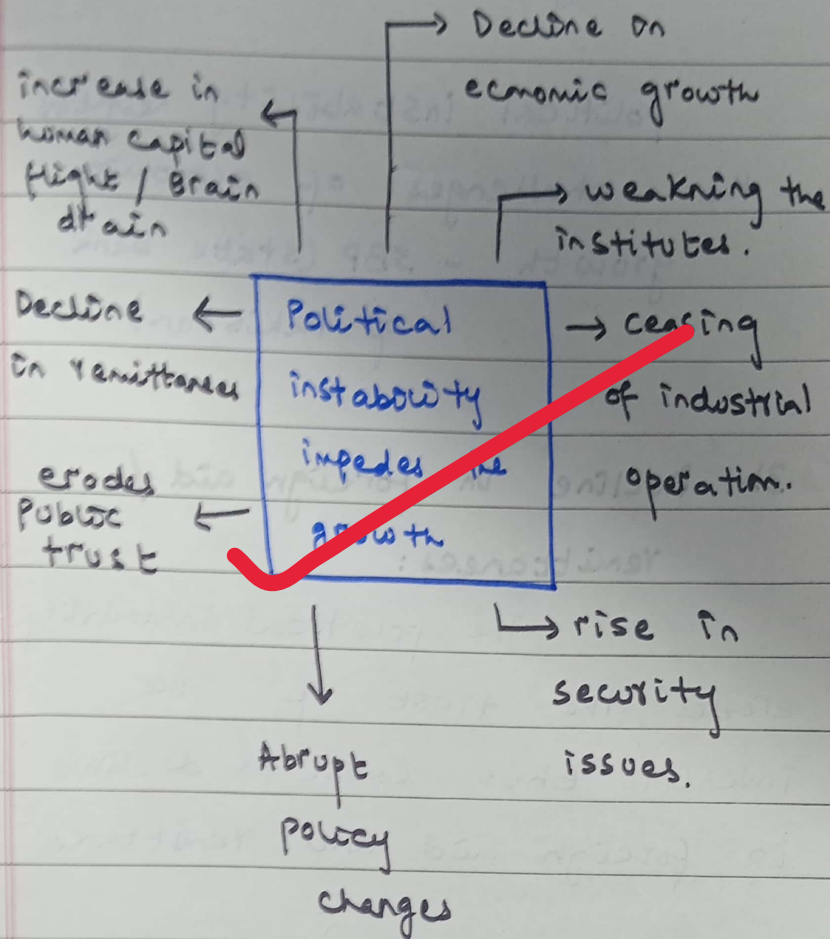 Decline on
economic growth
increase in
human capital
flight / Brain
drain
weakning the
institutes.
Decline
in remittances
Political
instability
impedes the
growth
ceasing
of industrial
operation.
erodes
Public
trust
rise in
security
issues.
Abrupt
policy
changes